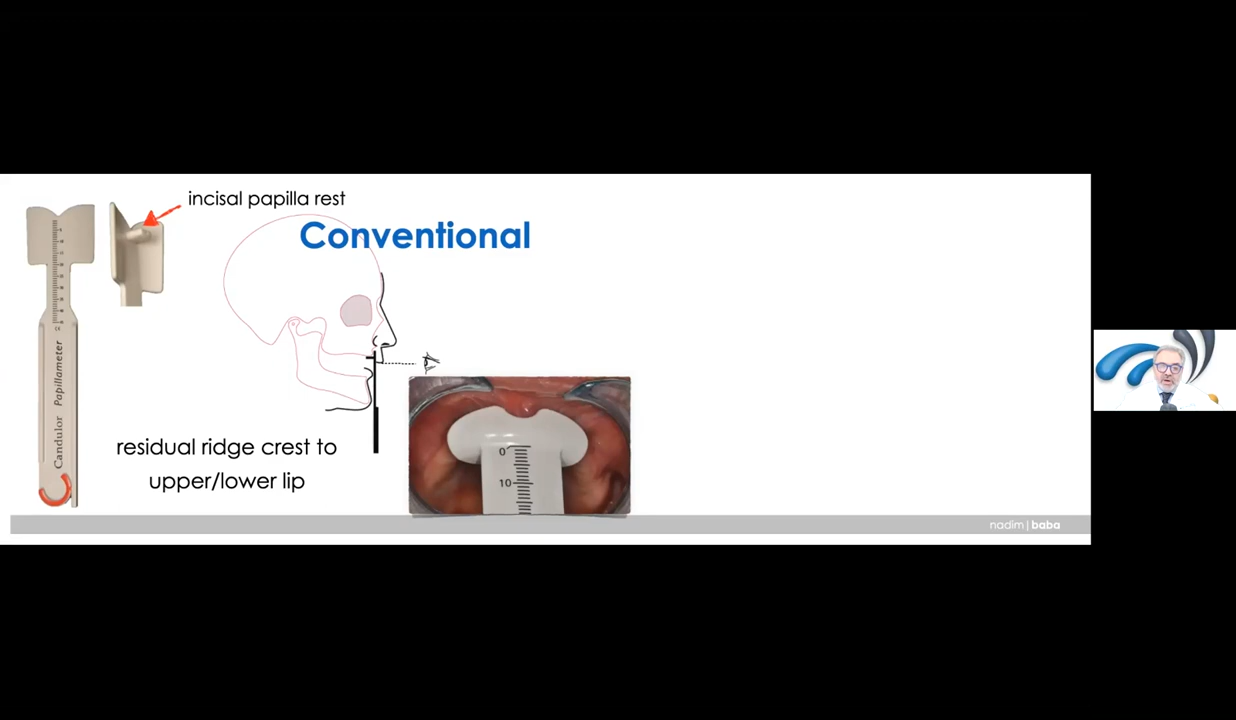 incisal papilla rest
Conventional
Candulor Papillameter
residual ridge crest to
upper/lower lip
0
10
nadim | baba